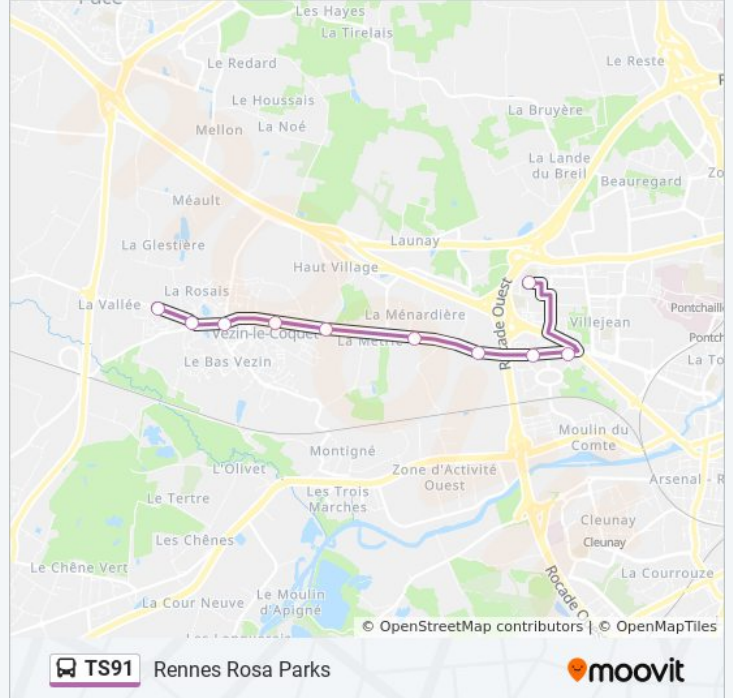 Les Hayes
La Tirelais
Le Redard
Le Reste
Le Houssais
La Bruyère
Mellon
La Noé
La Lande
du Breil
Beauregard
Méault
La Glestière
Launay
Haut Village
La Rosais
La Vallée
La Ménardière
Rocade Ouest
Pontchaill
Villejean
Vezin-le-Coquet
Le Bas Vezin
La To
Moulin du
Comte
Montigné
L'Olivet
Zone d'Activité
Ouest
Arsenal - R
Le Tertre
Les Trois
Marches
Cleunay
Les Chênes
Cleunay
Le Chêne Vert
La Courrouze
Rocade O
La Cour Neuve
Le Moulin
d'Apigné
© OpenStreetMap contributors | © OpenMapTiles
TS91
Rennes Rosa Parks
moovit